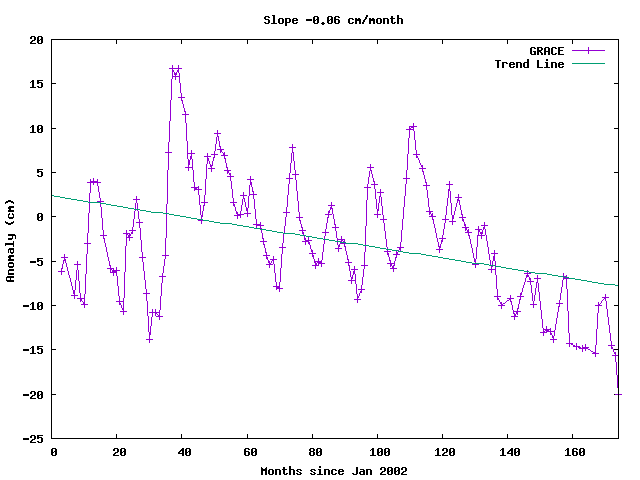 Slope -0.06 cm/month
GRACE
Trend Line
20
15
10
5
0
-5
-10
-15
-20
-25
Anomaly (cm)
0 20 40 60 80 100 120 140 160
Months since Jan 2002